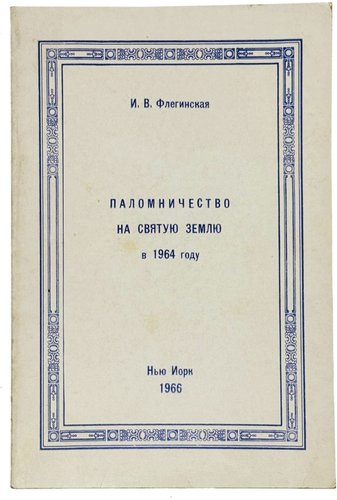 И. В. Флегинская
ПАЛОМНИЧЕСТВО
НА СВЯТУЮ ЗЕМЛЮ
в 1964 году
Нью Иорк
1966